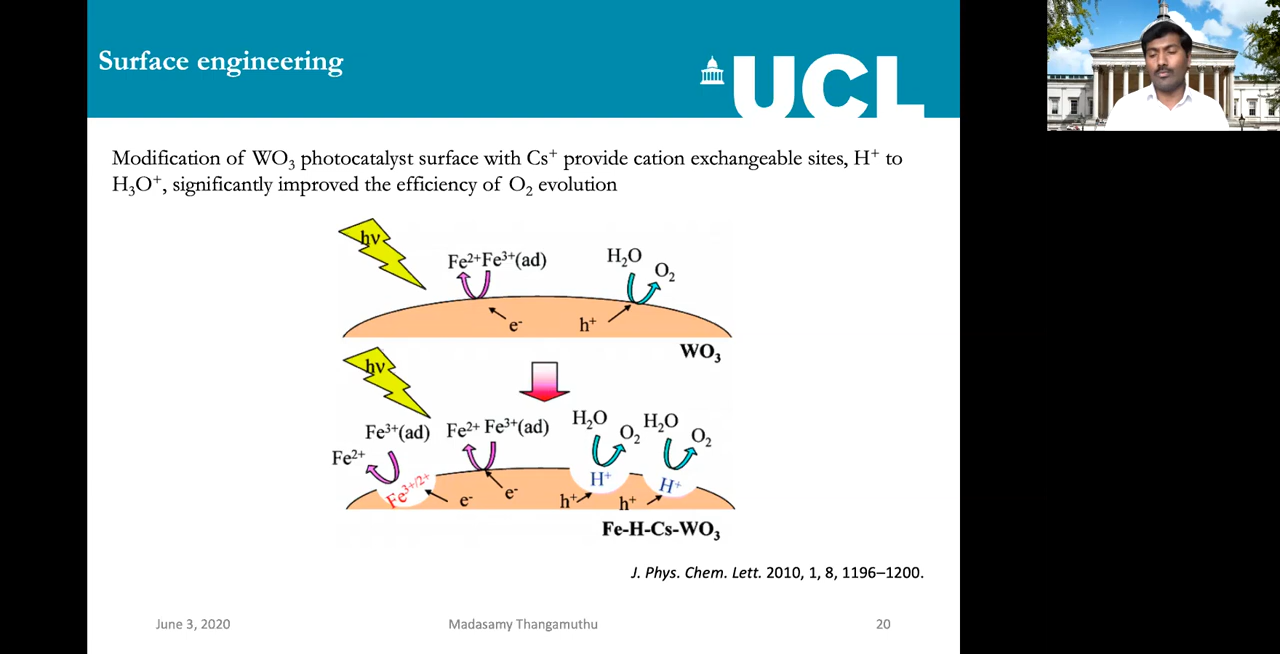 Surface engineering
UCL
Modification of WO₃ photocatalyst surface with Cs⁺ provide cation exchangeable sites, H⁺ to
H₃O⁺, significantly improved the efficiency of O₂ evolution
hν
Fe²⁺Fe³⁺(ad)
H₂O
O₂
e⁻
h⁺
WO₃
hν
Fe³⁺(ad)
Fe²⁺ Fe³⁺(ad)
H₂O
O₂
H₂O
O₂
Fe²⁺
Fe³⁺/²⁺
e⁻
e⁻
H⁺
H⁺
h⁺
h⁺
Fe-H-Cs-WO₃
J. Phys. Chem. Lett. 2010, 1, 8, 1196–1200.
June 3, 2020
Madasamy Thangamuthu
20